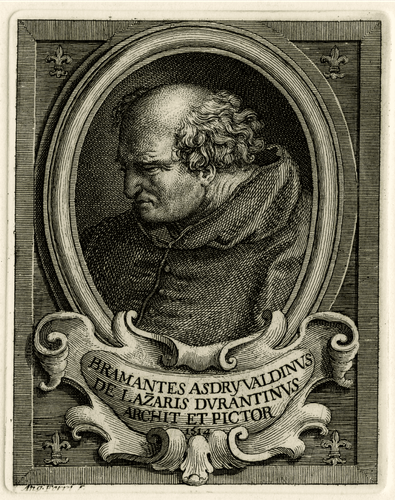 BRAMANTES ASDRVVALDINVS
DE LAZARIS DVRANTINVS
ARCHIT ET PICTOR
1514